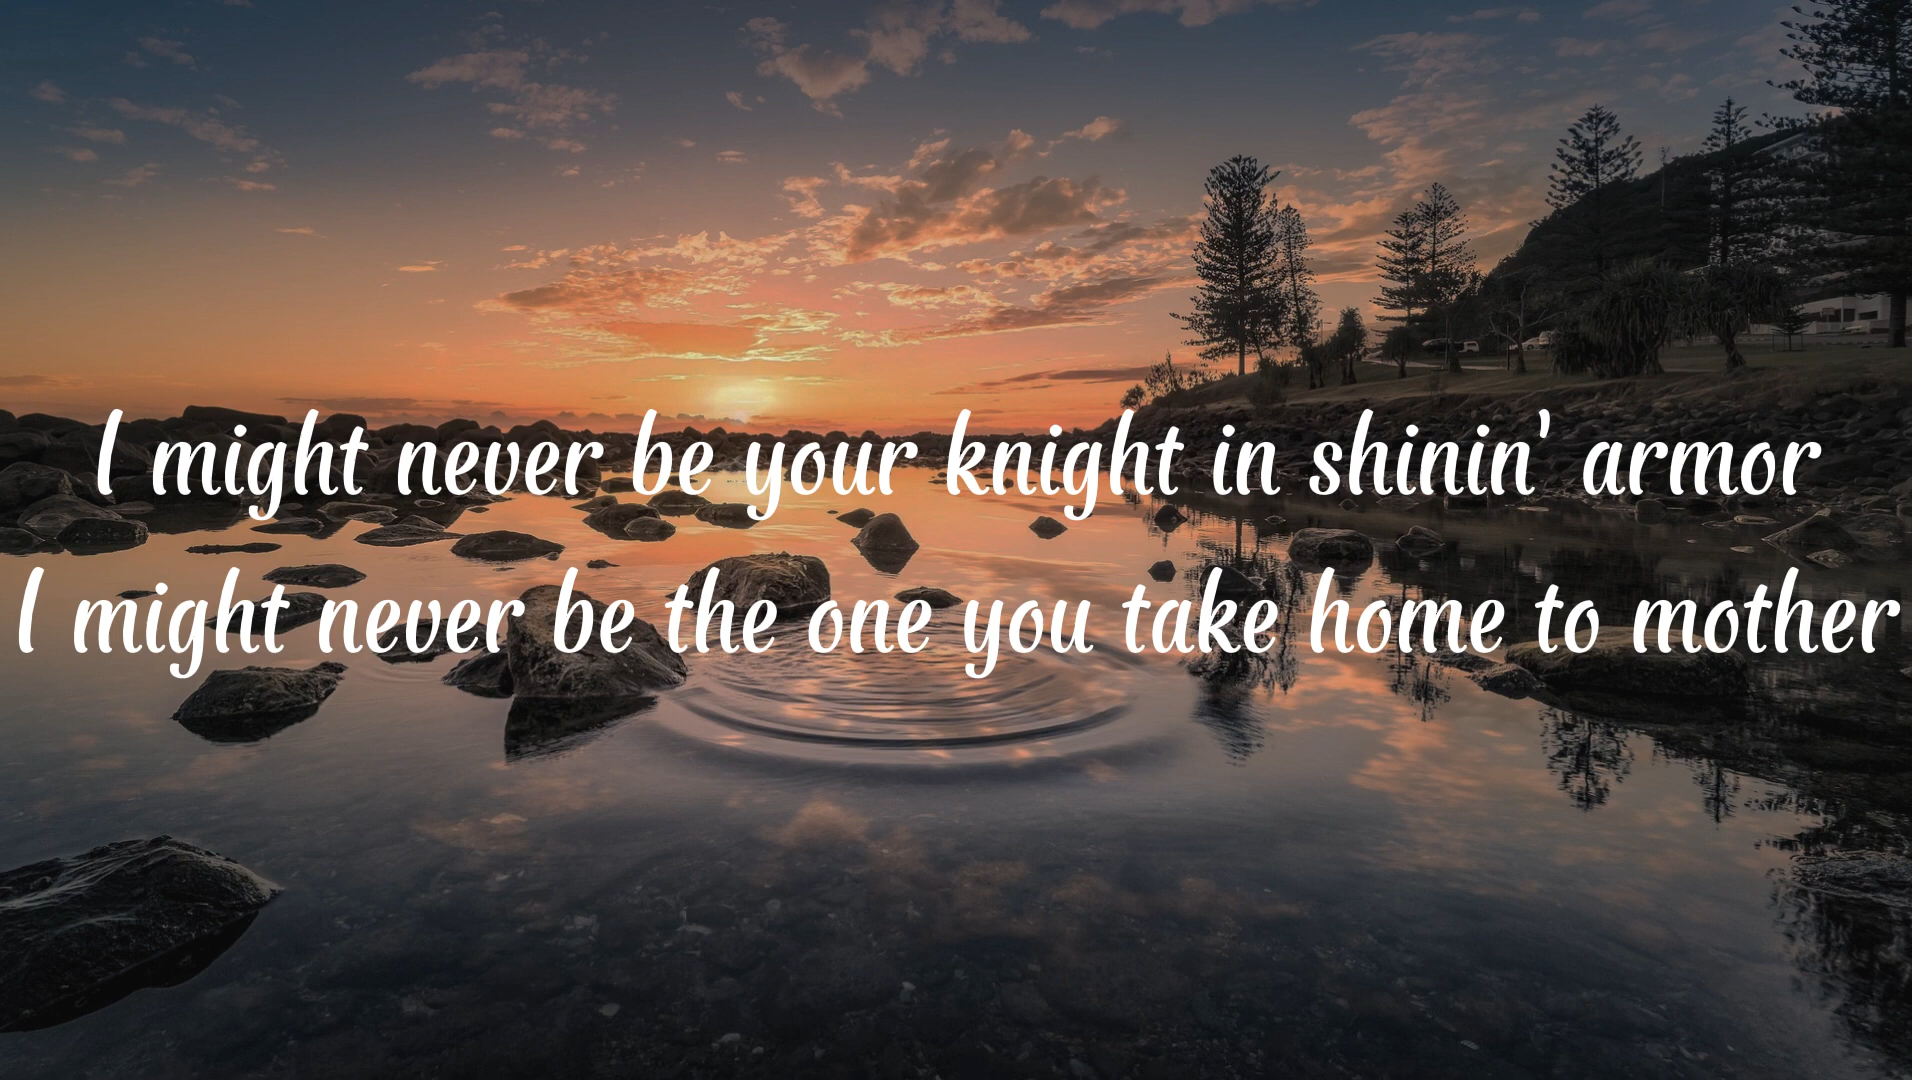 I might never be your knight in shinin' armor
I might never be the one you take home to mother